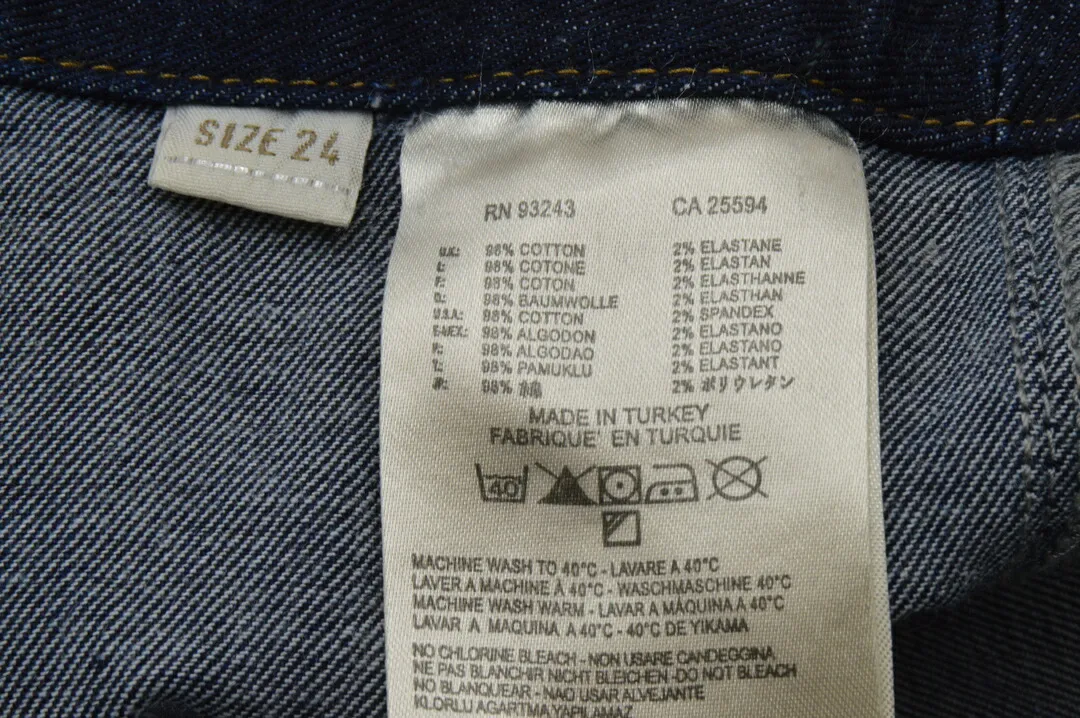 SIZE 24
RN 93243 CA 25594
U.K.: 98% COTTON 2% ELASTANE
I.: 98% COTONE 2% ELASTAN
F.: 98% COTON 2% ELASTHANNE
D.: 98% BAUMWOLLE 2% ELASTHAN
U.S.A.: 98% COTTON 2% SPANDEX
E-MEX.: 98% ALGODON 2% ELASTANO
P.: 98% ALGODAO 2% ELASTANO
T.: 98% PAMUKLU 2% ELASTANT
98% 綿 2% ポリウレタン
MADE IN TURKEY
FABRIQUE' EN TURQUIE
40
MACHINE WASH TO 40°C - LAVARE A 40°C
LAVER A MACHINE À 40°C - WASCHMASCHINE 40°C
MACHINE WASH WARM - LAVAR A MÁQUINA A 40°C
LAVAR A MAQUINA A 40°C - 40°C DE YIKAMA
NO CHLORINE BLEACH - NON USARE CANDEGGINA
NE PAS BLANCHIR NICHT BLEICHEN -DO NOT BLEACH
NO BLANQUEAR - NAO USAR ALVEJANTE
KLORLU AGARTMA YAPILAMAZ